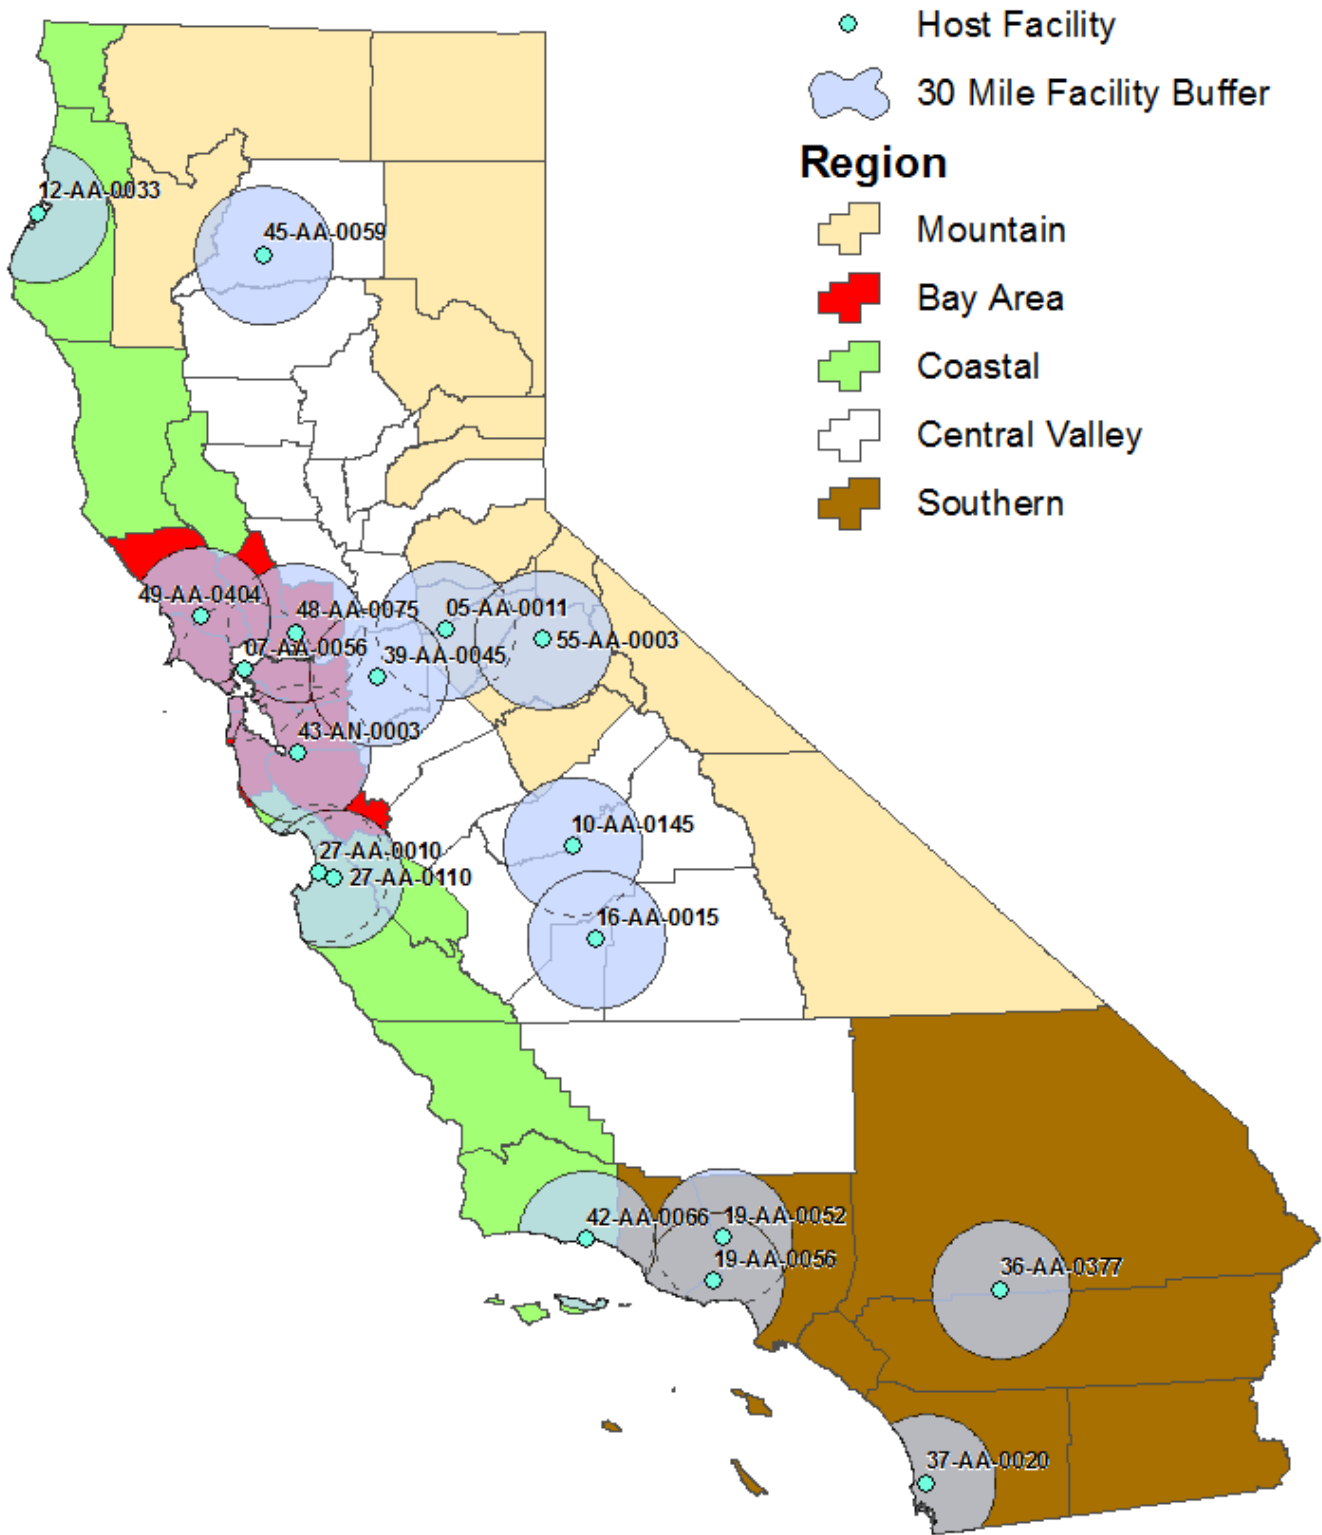 Host Facility
30 Mile Facility Buffer
Region
Mountain
Bay Area
Coastal
Central Valley
Southern
12-AA-0033
45-AA-0059
49-AA-0404
48-AA-0075
05-AA-0011
07-AA-0056
39-AA-0045
55-AA-0003
43-AN-0003
10-AA-0145
27-AA-0010
27-AA-0110
16-AA-0015
42-AA-0066
19-AA-0052
19-AA-0056
36-AA-0377
37-AA-0020